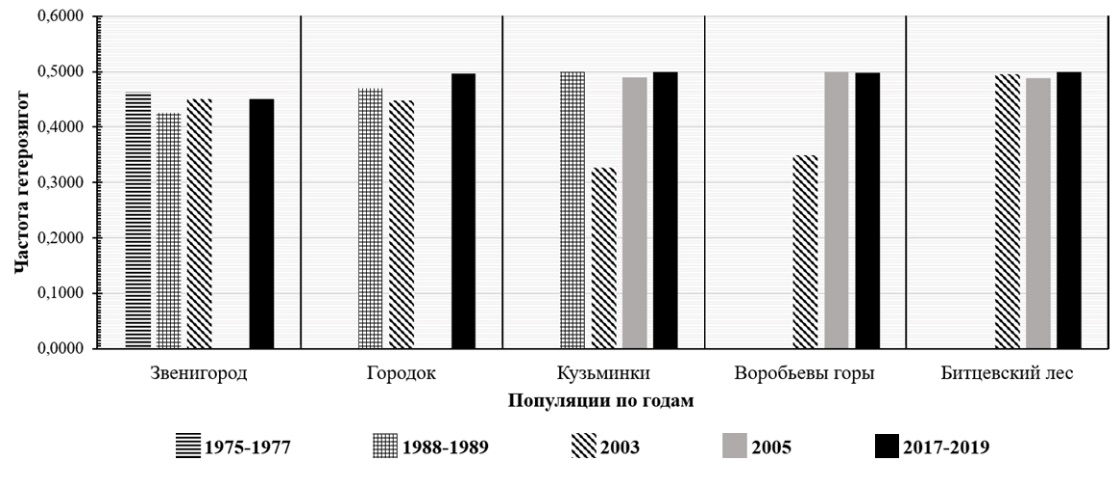 Частота гетерозигот
0,6000
0,5000
0,4000
0,3000
0,2000
0,1000
0,0000
Звенигород Городок Кузьминки Воробьевы горы Битцевский лес
Популяции по годам
1975-1977 1988-1989 2003 2005 2017-2019